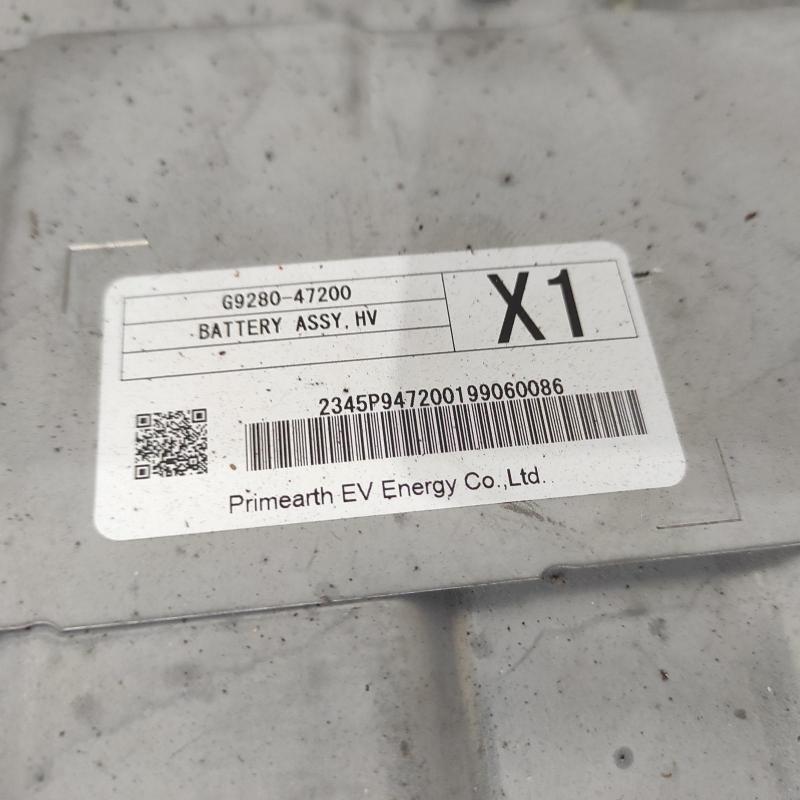 G9280-47200
BATTERY ASSY, HV
X1
2345P947200199060086
Primearth EV Energy Co.,Ltd.